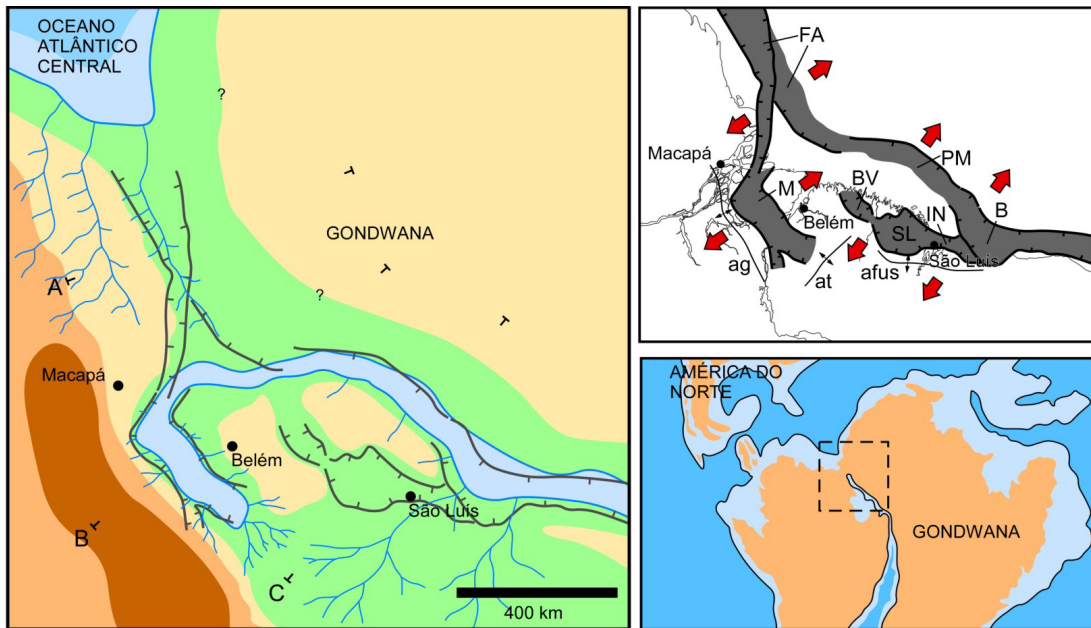 OCEANO
ATLÂNTICO
CENTRAL
?
GONDWANA
?
A
Macapá
Belém
São Luís
B
C
400 km
FA
Macapá
PM
M
BV
Belém
IN
B
SL
São Luís
ag
at
afus
AMÉRICA DO
NORTE
GONDWANA